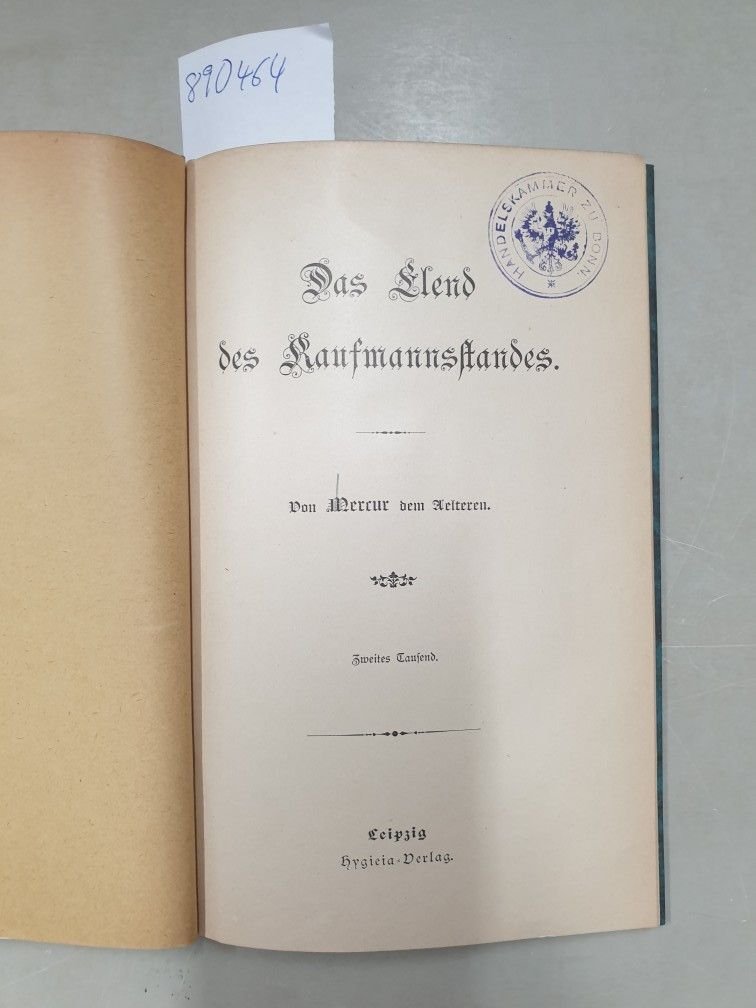 890464
HANDELSKAMMER ZU BONN.
Das Elend
des Kaufmannsstandes.
Von Mercur dem Aelteren.
Zweites Tausend.
Leipzig
Hygieia-Verlag.